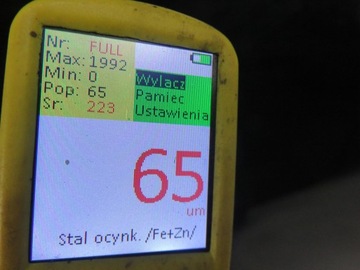 Nr: FULL
Max: 1992
Min: 0
Pop: 65
Sr: 223
Wylacz
Pamiec
Ustawienia
65
um
Stal ocynk. /Fe+Zn/